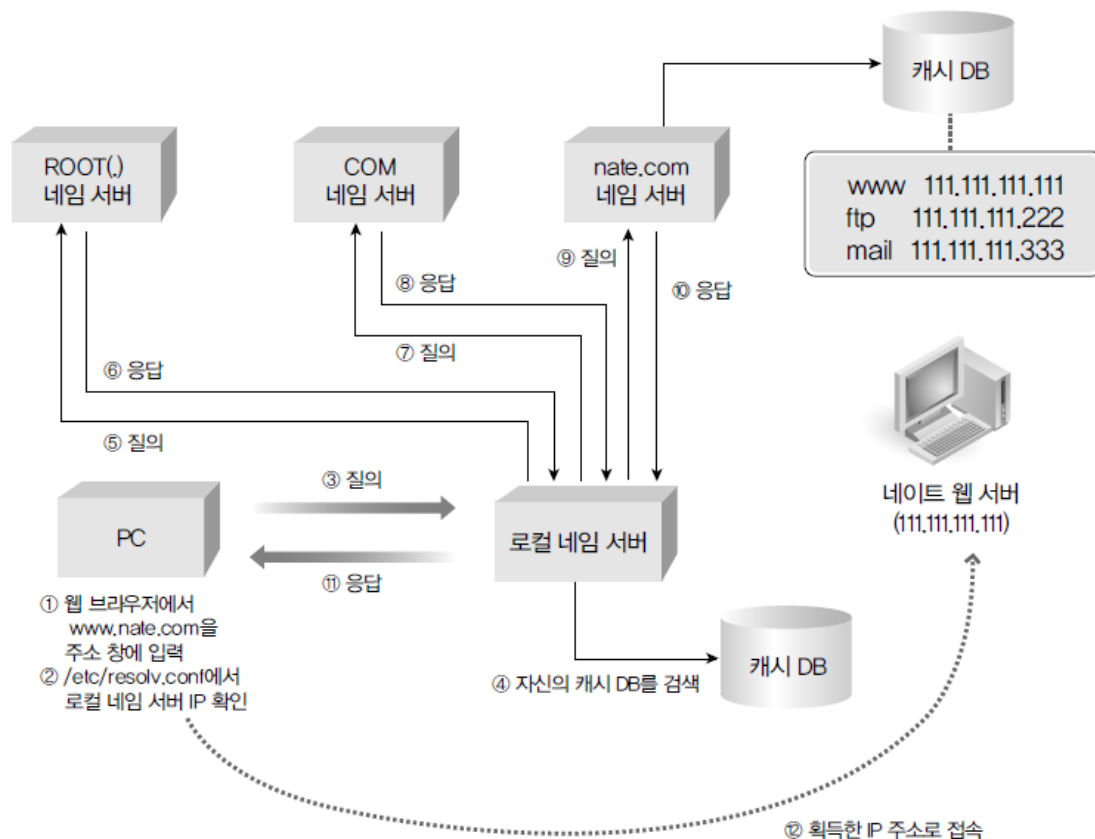 캐시 DB
ROOT(.)
네임 서버
COM
네임 서버
nate.com
네임 서버
www 111.111.111.111
ftp 111.111.111.222
mail 111.111.111.333
⑨ 질의
⑧ 응답
⑩ 응답
⑦ 질의
⑥ 응답
⑤ 질의
③ 질의
PC
로컬 네임 서버
네이트 웹 서버
(111.111.111.111)
⑪ 응답
① 웹 브라우저에서
www.nate.com을
주소 창에 입력
② /etc/resolv.conf에서
로컬 네임 서버 IP 확인
④ 자신의 캐시 DB를 검색
캐시 DB
⑫ 획득한 IP 주소로 접속